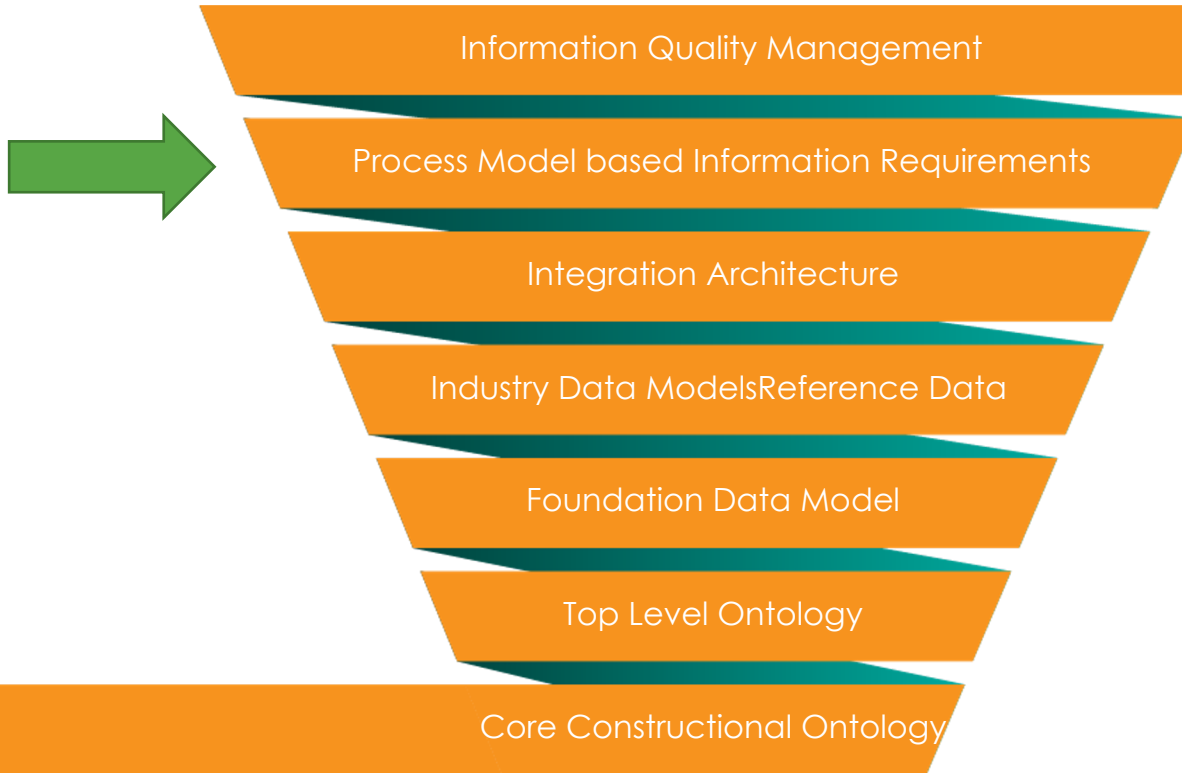 Information Quality Management
Process Model based Information Requirements
Integration Architecture
Industry Data ModelsReference Data
Foundation Data Model
Top Level Ontology
Core Constructional Ontology